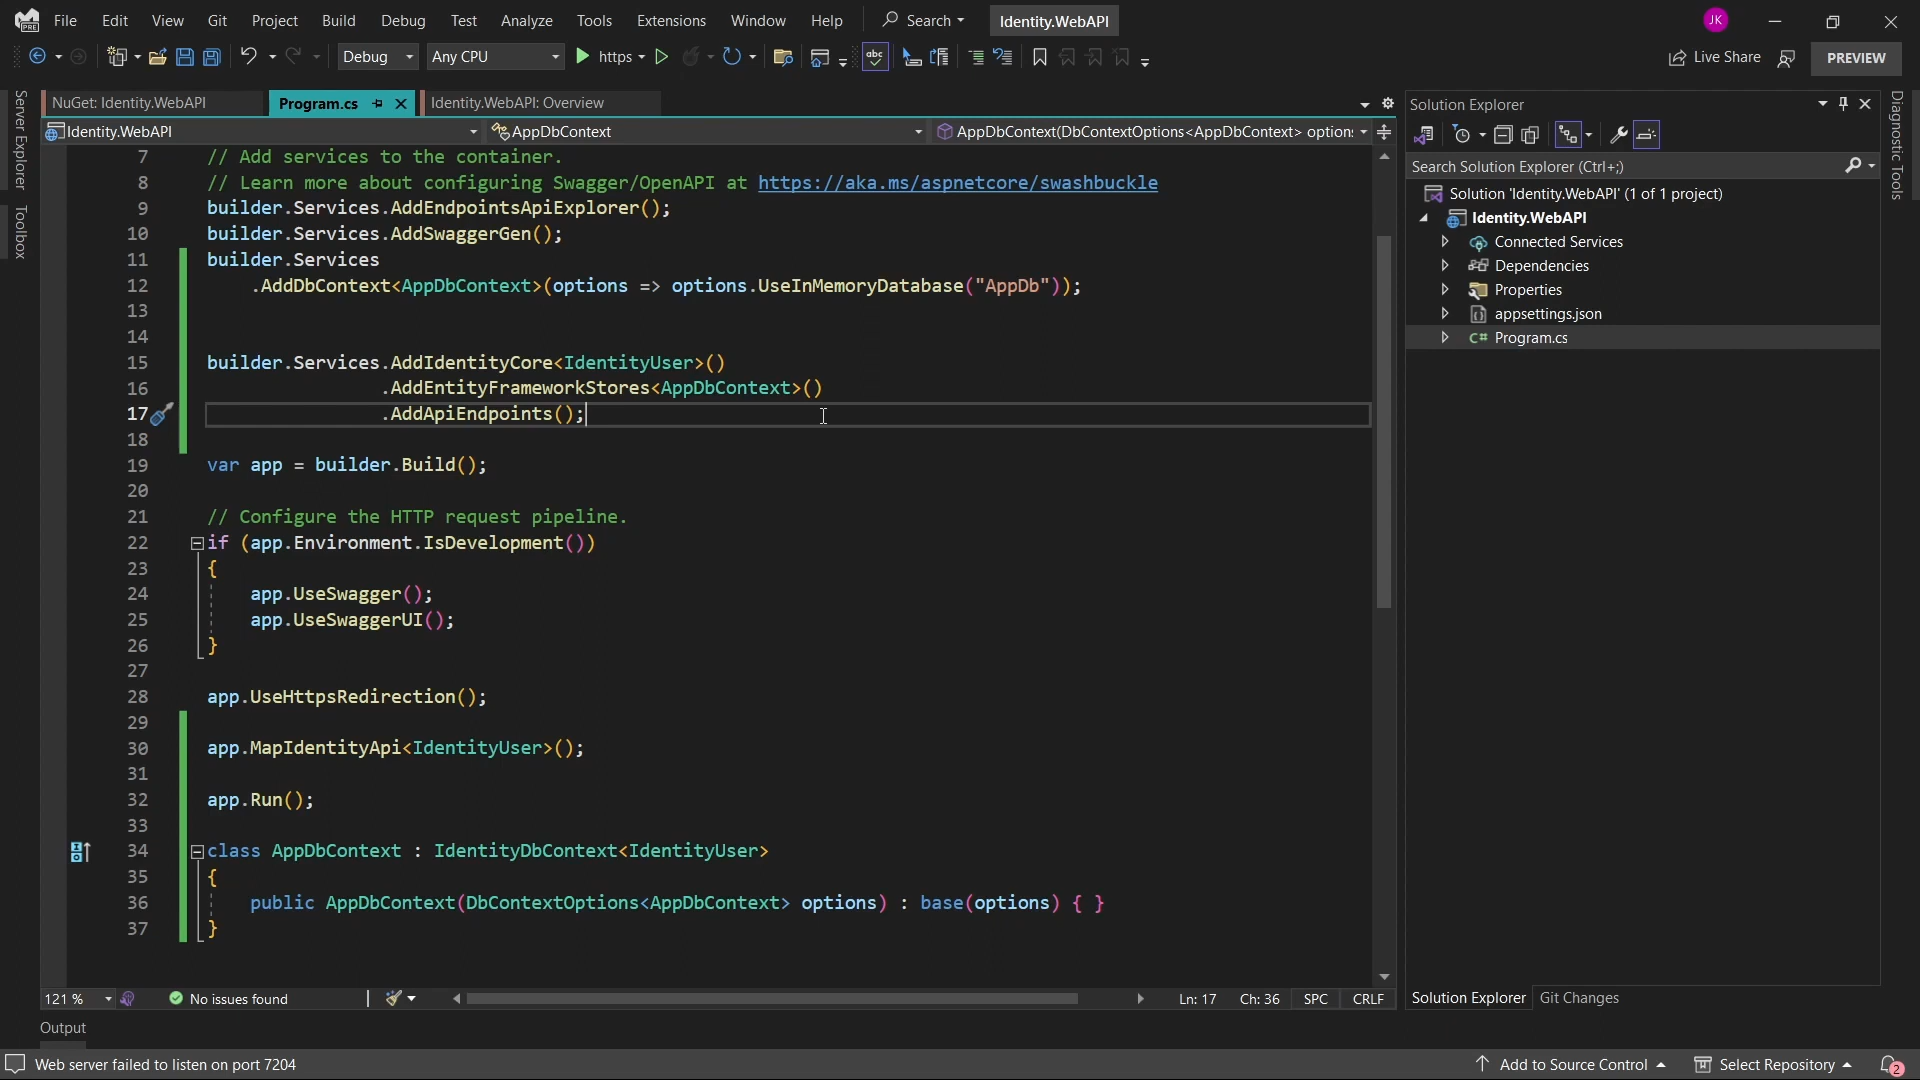 File Edit View Git Project Build Debug Test Analyze Tools Extensions Window Help Search Identity.WebAPI JK
PRE
Debug Any CPU https abc Live Share PREVIEW
Server Explorer
Toolbox
NuGet: Identity.WebAPI Program.cs Identity.WebAPI: Overview
Identity.WebAPI AppDbContext AppDbContext(DbContextOptions<AppDbContext> options
7 // Add services to the container.
8 // Learn more about configuring Swagger/OpenAPI at https://aka.ms/aspnetcore/swashbuckle
9 builder.Services.AddEndpointsApiExplorer();
10 builder.Services.AddSwaggerGen();
11 builder.Services
12 .AddDbContext<AppDbContext>(options => options.UseInMemoryDatabase("AppDb"));
13
14
15 builder.Services.AddIdentityCore<IdentityUser>()
16 .AddEntityFrameworkStores<AppDbContext>()
17 .AddApiEndpoints();
18
19 var app = builder.Build();
20
21 // Configure the HTTP request pipeline.
22 if (app.Environment.IsDevelopment())
23 {
24 app.UseSwagger();
25 app.UseSwaggerUI();
26 }
27
28 app.UseHttpsRedirection();
29
30 app.MapIdentityApi<IdentityUser>();
31
32 app.Run();
33
34 class AppDbContext : IdentityDbContext<IdentityUser>
35 {
36 public AppDbContext(DbContextOptions<AppDbContext> options) : base(options) { }
37 }
121 % No issues found Ln: 17 Ch: 36 SPC CRLF
Output
Web server failed to listen on port 7204
Solution Explorer
Search Solution Explorer (Ctrl+;)
Solution 'Identity.WebAPI' (1 of 1 project)
Identity.WebAPI
Connected Services
Dependencies
Properties
appsettings.json
C# Program.cs
Solution Explorer Git Changes
Diagnostic Tools
Add to Source Control Select Repository 2